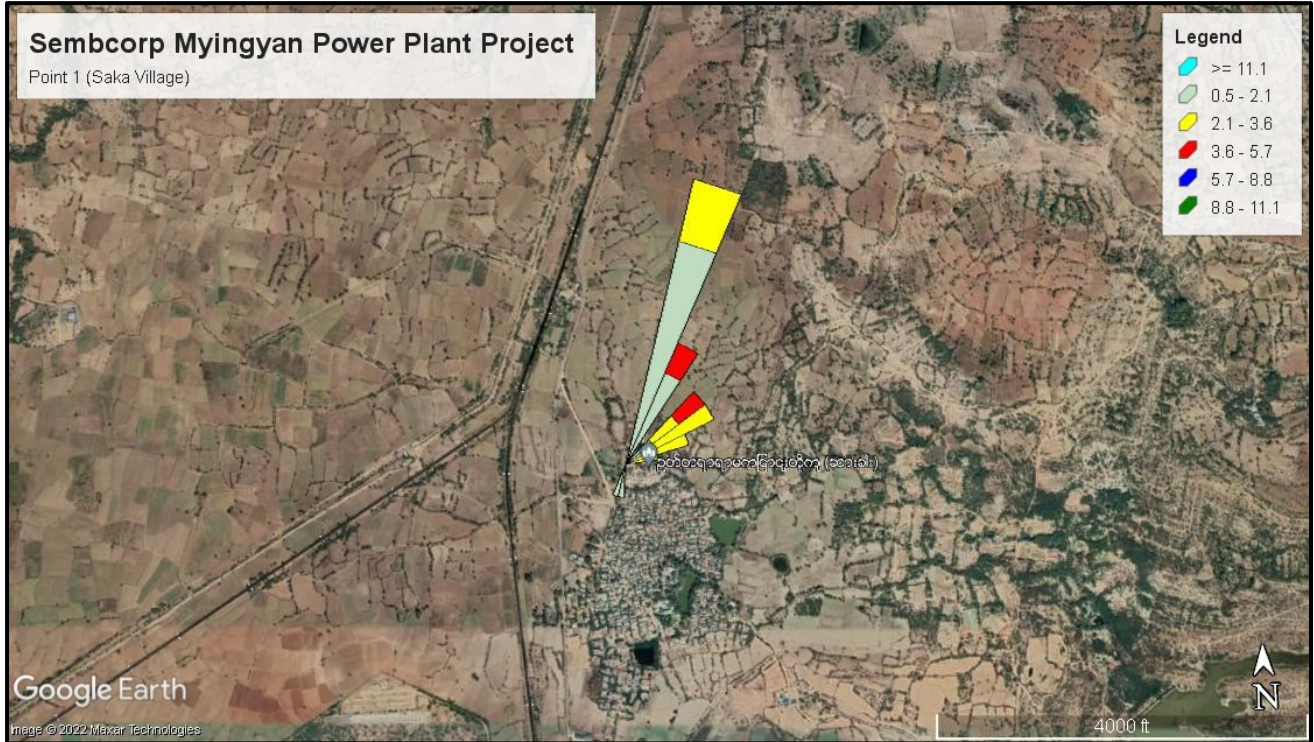 Sembcorp Myingyan Power Plant Project
Point 1 (Saka Village)
Legend
>= 11.1
0.5 - 2.1
2.1 - 3.6
3.6 - 5.7
5.7 - 8.8
8.8 - 11.1
(ဆားခါး)
Google Earth
Image © 2022 Maxar Technologies
4000 ft
N